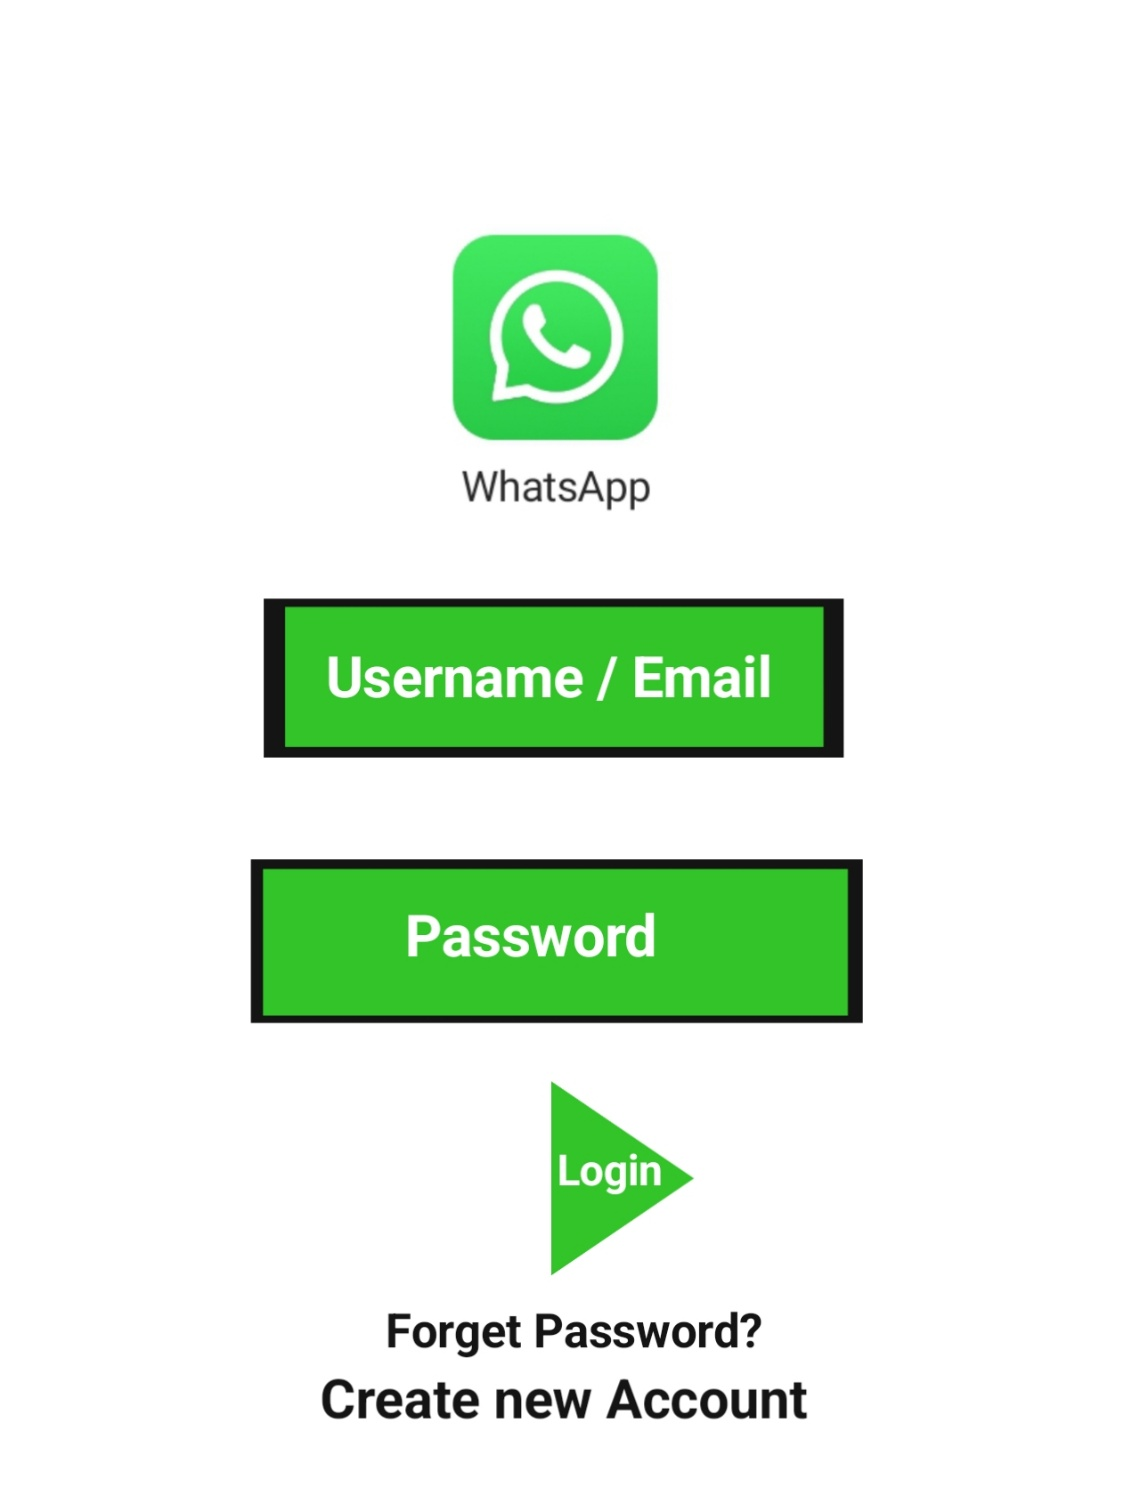 WhatsApp
Username / Email
Password
Login
Forget Password?
Create new Account